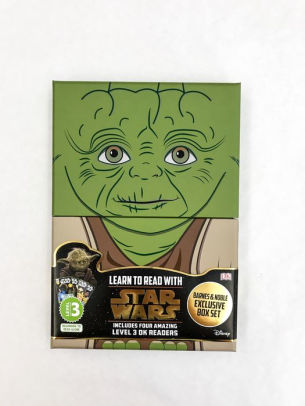 LEARN TO READ WITH
STAR
WARS
INCLUDES FOUR AMAZING
LEVEL 3 DK READERS
BARNES & NOBLE
EXCLUSIVE
BOX SET
DK
Disney
LEVEL
3